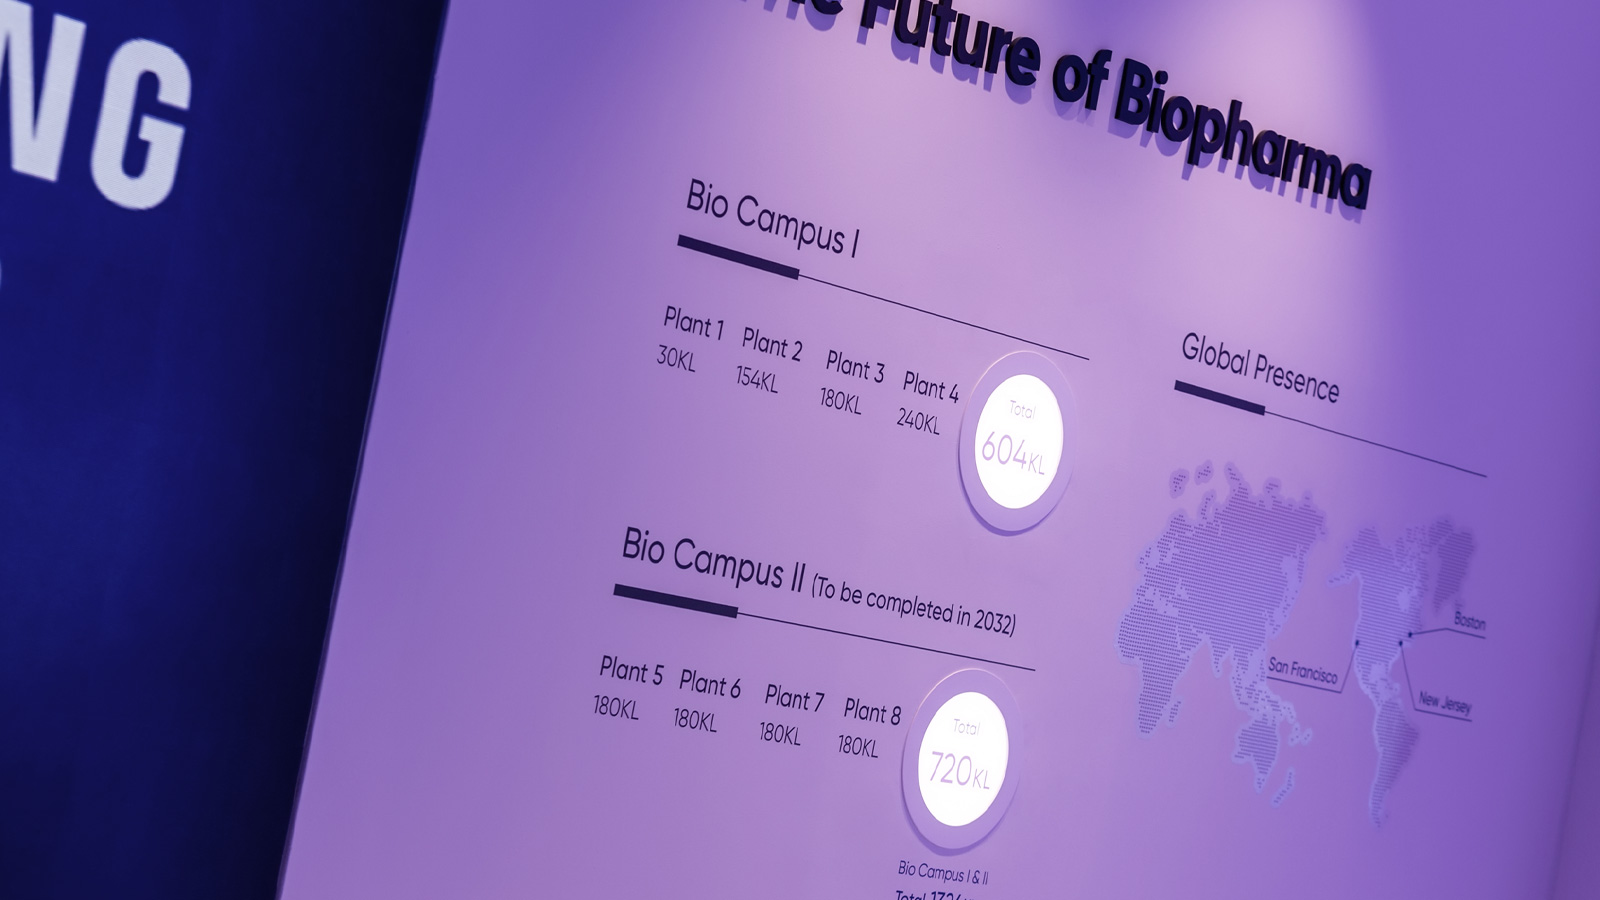 NG
The Future of Biopharma
Bio Campus I
Plant 1 Plant 2 Plant 3 Plant 4
30KL 154KL 180KL 240KL
Total
604KL
Global Presence
Boston
San Francisco
New Jersey
Bio Campus II (To be completed in 2032)
Plant 5 Plant 6 Plant 7 Plant 8
180KL 180KL 180KL 180KL
Total
720KL
Bio Campus I & II
Total